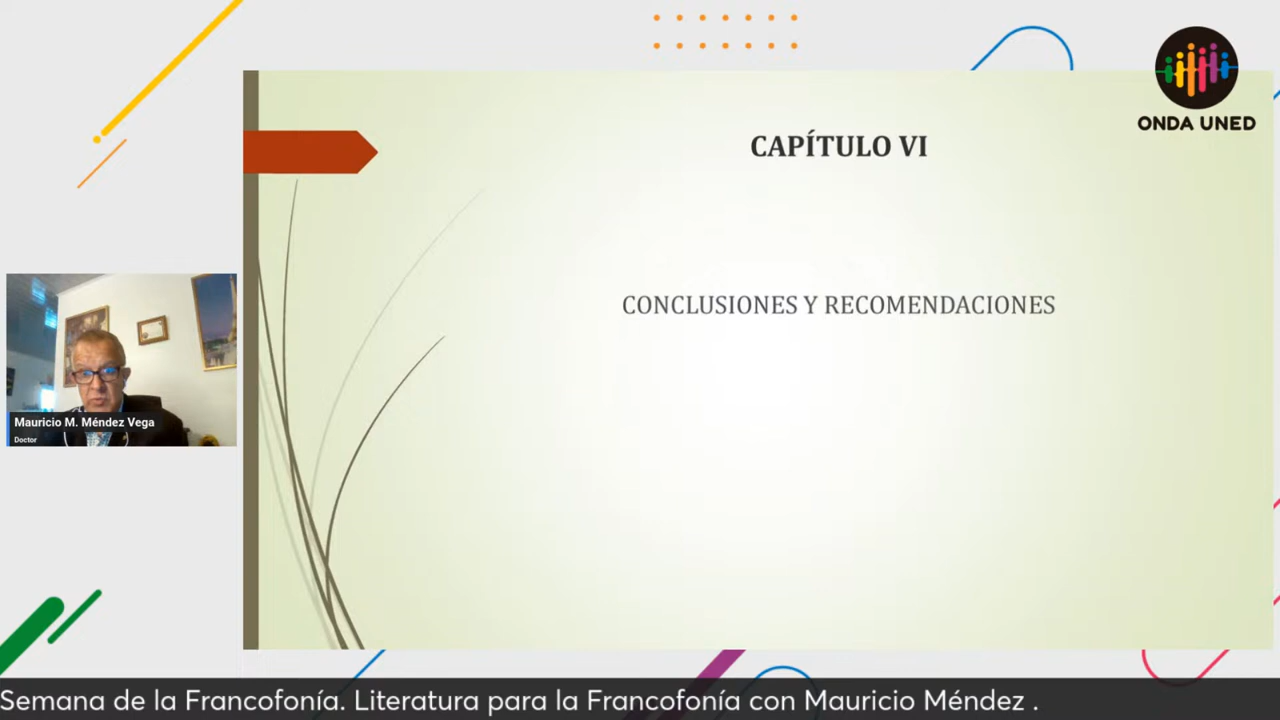 ONDA UNED
CAPÍTULO VI
CONCLUSIONES Y RECOMENDACIONES
Mauricio M. Méndez Vega
Doctor
Semana de la Francofonía. Literatura para la Francofonía con Mauricio Méndez .